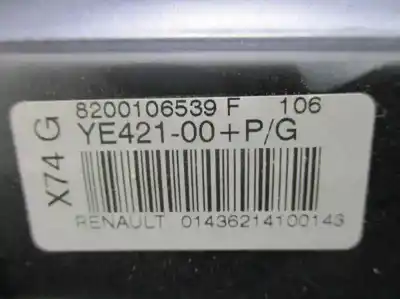 X74 G
8200106539 F 106
YE421-00+P/G
RENAULT 01436214100143